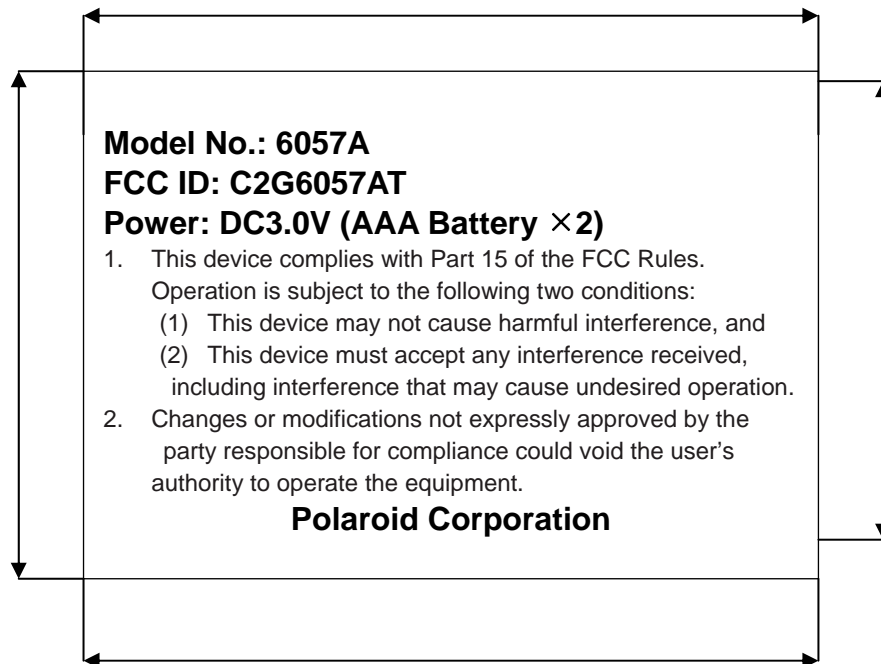 Model No.: 6057A
FCC ID: C2G6057AT
Power: DC3.0V (AAA Battery ×2)
1. This device complies with Part 15 of the FCC Rules.
Operation is subject to the following two conditions:
(1) This device may not cause harmful interference, and
(2) This device must accept any interference received,
including interference that may cause undesired operation.
2. Changes or modifications not expressly approved by the
party responsible for compliance could void the user's
authority to operate the equipment.
Polaroid Corporation